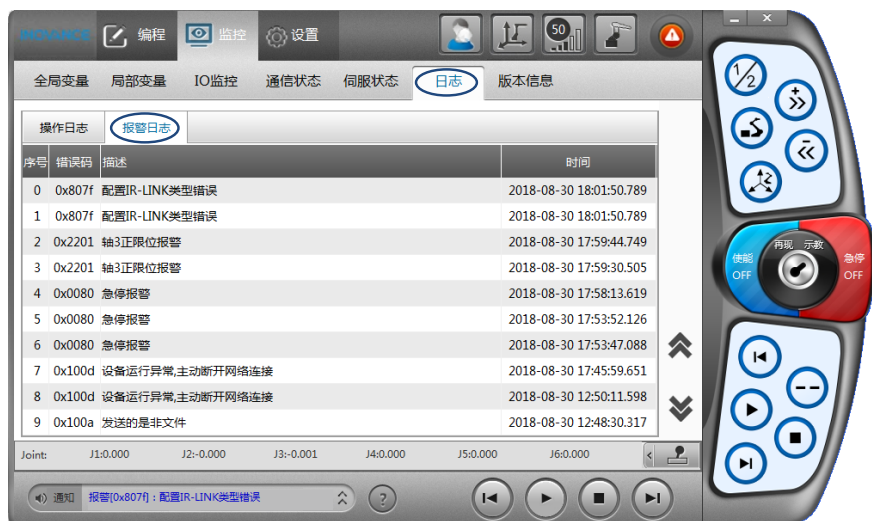 INOVANCE 编程 监控 设置 50
全局变量 局部变量 IO监控 通信状态 伺服状态 日志 版本信息
操作日志 报警日志
序号 错误码 描述 时间
0 0x807f 配置IR-LINK类型错误 2018-08-30 18:01:50.789
1 0x807f 配置IR-LINK类型错误 2018-08-30 18:01:50.789
2 0x2201 轴3正限位报警 2018-08-30 17:59:44.749
3 0x2201 轴3正限位报警 2018-08-30 17:59:30.505
4 0x0080 急停报警 2018-08-30 17:58:13.619
5 0x0080 急停报警 2018-08-30 17:53:52.126
6 0x0080 急停报警 2018-08-30 17:53:47.088
7 0x100d 设备运行异常,主动断开网络连接 2018-08-30 17:45:59.651
8 0x100d 设备运行异常,主动断开网络连接 2018-08-30 12:50:11.598
9 0x100a 发送的是非文件 2018-08-30 12:48:30.317
Joint: J1:0.000 J2:-0.000 J3:-0.001 J4:0.000 J5:0.000 J6:0.000
通知 报警[0x807f]：配置IR-LINK类型错误 ?
1/2
再现 示教
使能 急停
OFF OFF